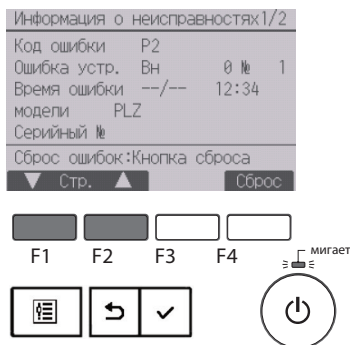 Информация о неисправностях1/2
Код ошибки P2
Ошибка устр. Вн 0 № 1
Время ошибки --/-- 12:34
модели PLZ
Серийный №
Сброс ошибок:Кнопка сброса
▼ Стр. ▲ Сброс
F1 F2 F3 F4
мигает